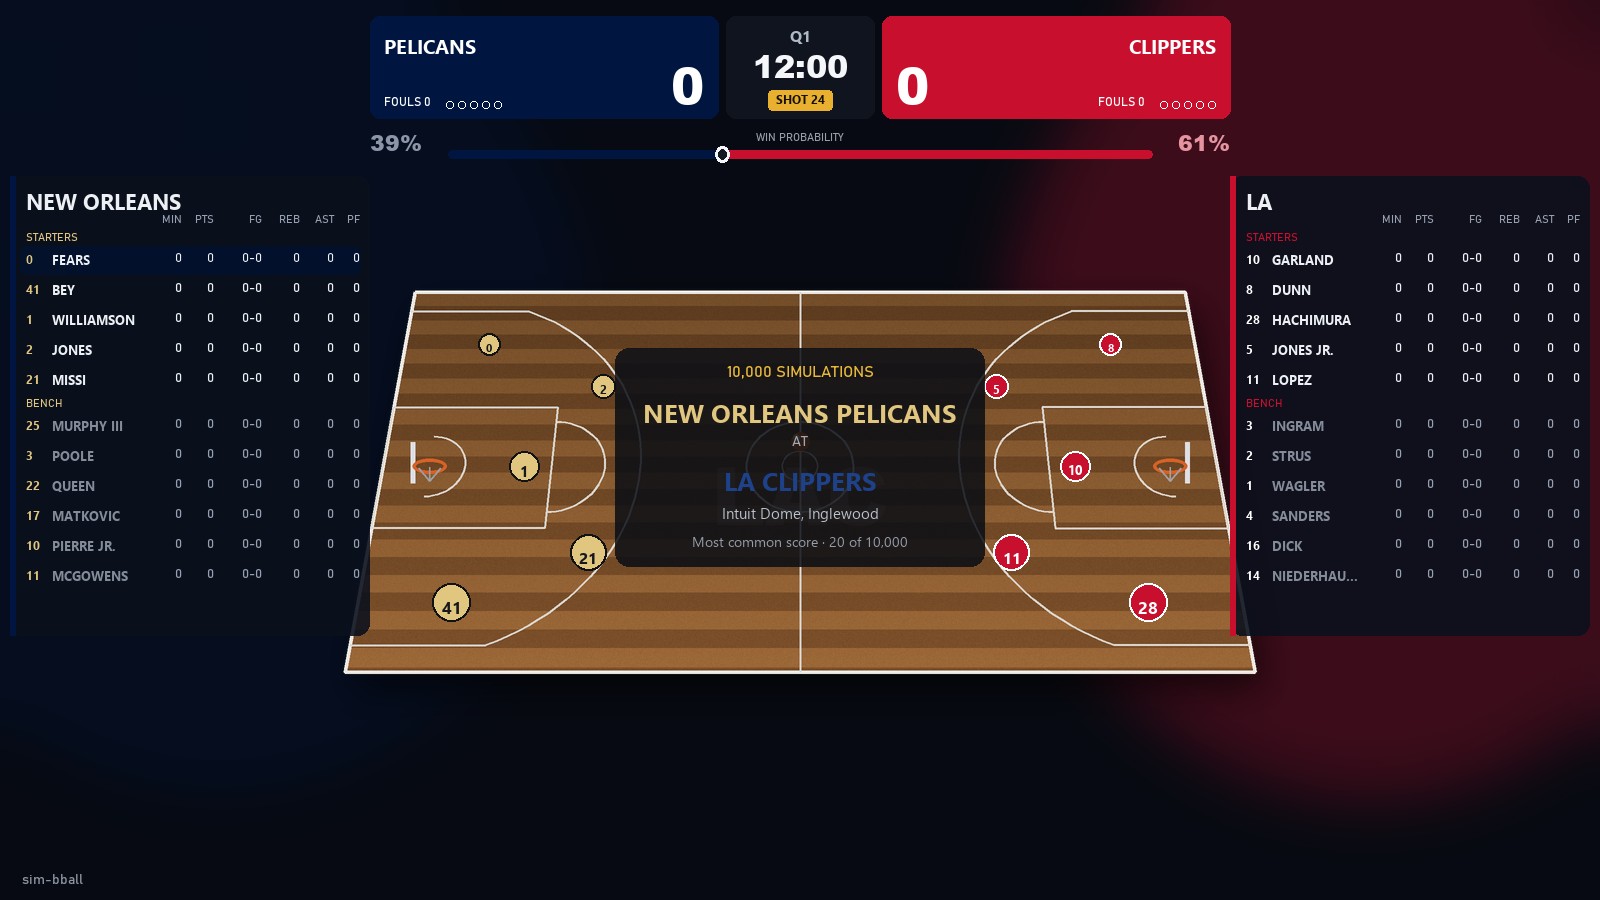 PELICANS
0
FOULS 0
Q1
12:00
SHOT 24
CLIPPERS
0
FOULS 0
39%
WIN PROBABILITY
61%
NEW ORLEANS
MIN PTS FG REB AST PF
STARTERS
0 FEARS 0 0 0-0 0 0 0
41 BEY 0 0 0-0 0 0 0
1 WILLIAMSON 0 0 0-0 0 0 0
2 JONES 0 0 0-0 0 0 0
21 MISSI 0 0 0-0 0 0 0
BENCH
25 MURPHY III 0 0 0-0 0 0 0
3 POOLE 0 0 0-0 0 0 0
22 QUEEN 0 0 0-0 0 0 0
17 MATKOVIC 0 0 0-0 0 0 0
10 PIERRE JR. 0 0 0-0 0 0 0
11 MCGOWENS 0 0 0-0 0 0 0
0
2
1
21
41
10,000 SIMULATIONS
NEW ORLEANS PELICANS
AT
LA CLIPPERS
Intuit Dome, Inglewood
Most common score · 20 of 10,000
8
5
10
11
28
LA
MIN PTS FG REB AST PF
STARTERS
10 GARLAND 0 0 0-0 0 0 0
8 DUNN 0 0 0-0 0 0 0
28 HACHIMURA 0 0 0-0 0 0 0
5 JONES JR. 0 0 0-0 0 0 0
11 LOPEZ 0 0 0-0 0 0 0
BENCH
3 INGRAM 0 0 0-0 0 0 0
2 STRUS 0 0 0-0 0 0 0
1 WAGLER 0 0 0-0 0 0 0
4 SANDERS 0 0 0-0 0 0 0
16 DICK 0 0 0-0 0 0 0
14 NIEDERHAU... 0 0 0-0 0 0 0
sim-bball